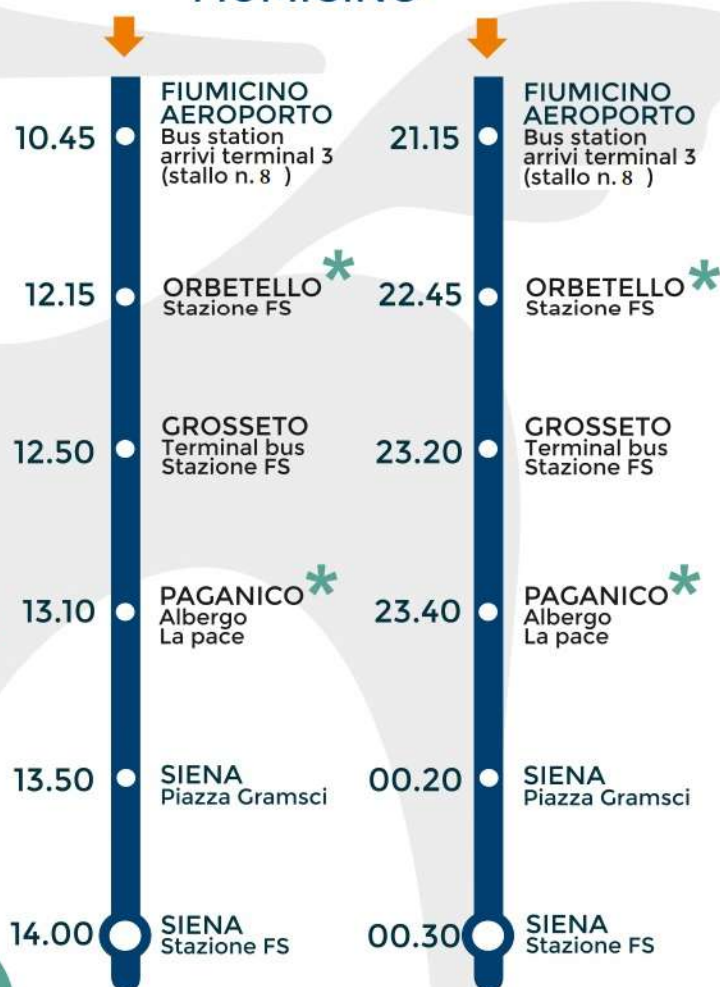 10.45
FIUMICINO
AEROPORTO
Bus station
arrivi terminal 3
(stallo n. 8 )
12.15
ORBETELLO*
Stazione FS
12.50
GROSSETO
Terminal bus
Stazione FS
13.10
PAGANICO*
Albergo
La pace
13.50
SIENA
Piazza Gramsci
14.00
SIENA
Stazione FS
21.15
FIUMICINO
AEROPORTO
Bus station
arrivi terminal 3
(stallo n. 8 )
22.45
ORBETELLO*
Stazione FS
23.20
GROSSETO
Terminal bus
Stazione FS
23.40
PAGANICO*
Albergo
La pace
00.20
SIENA
Piazza Gramsci
00.30
SIENA
Stazione FS